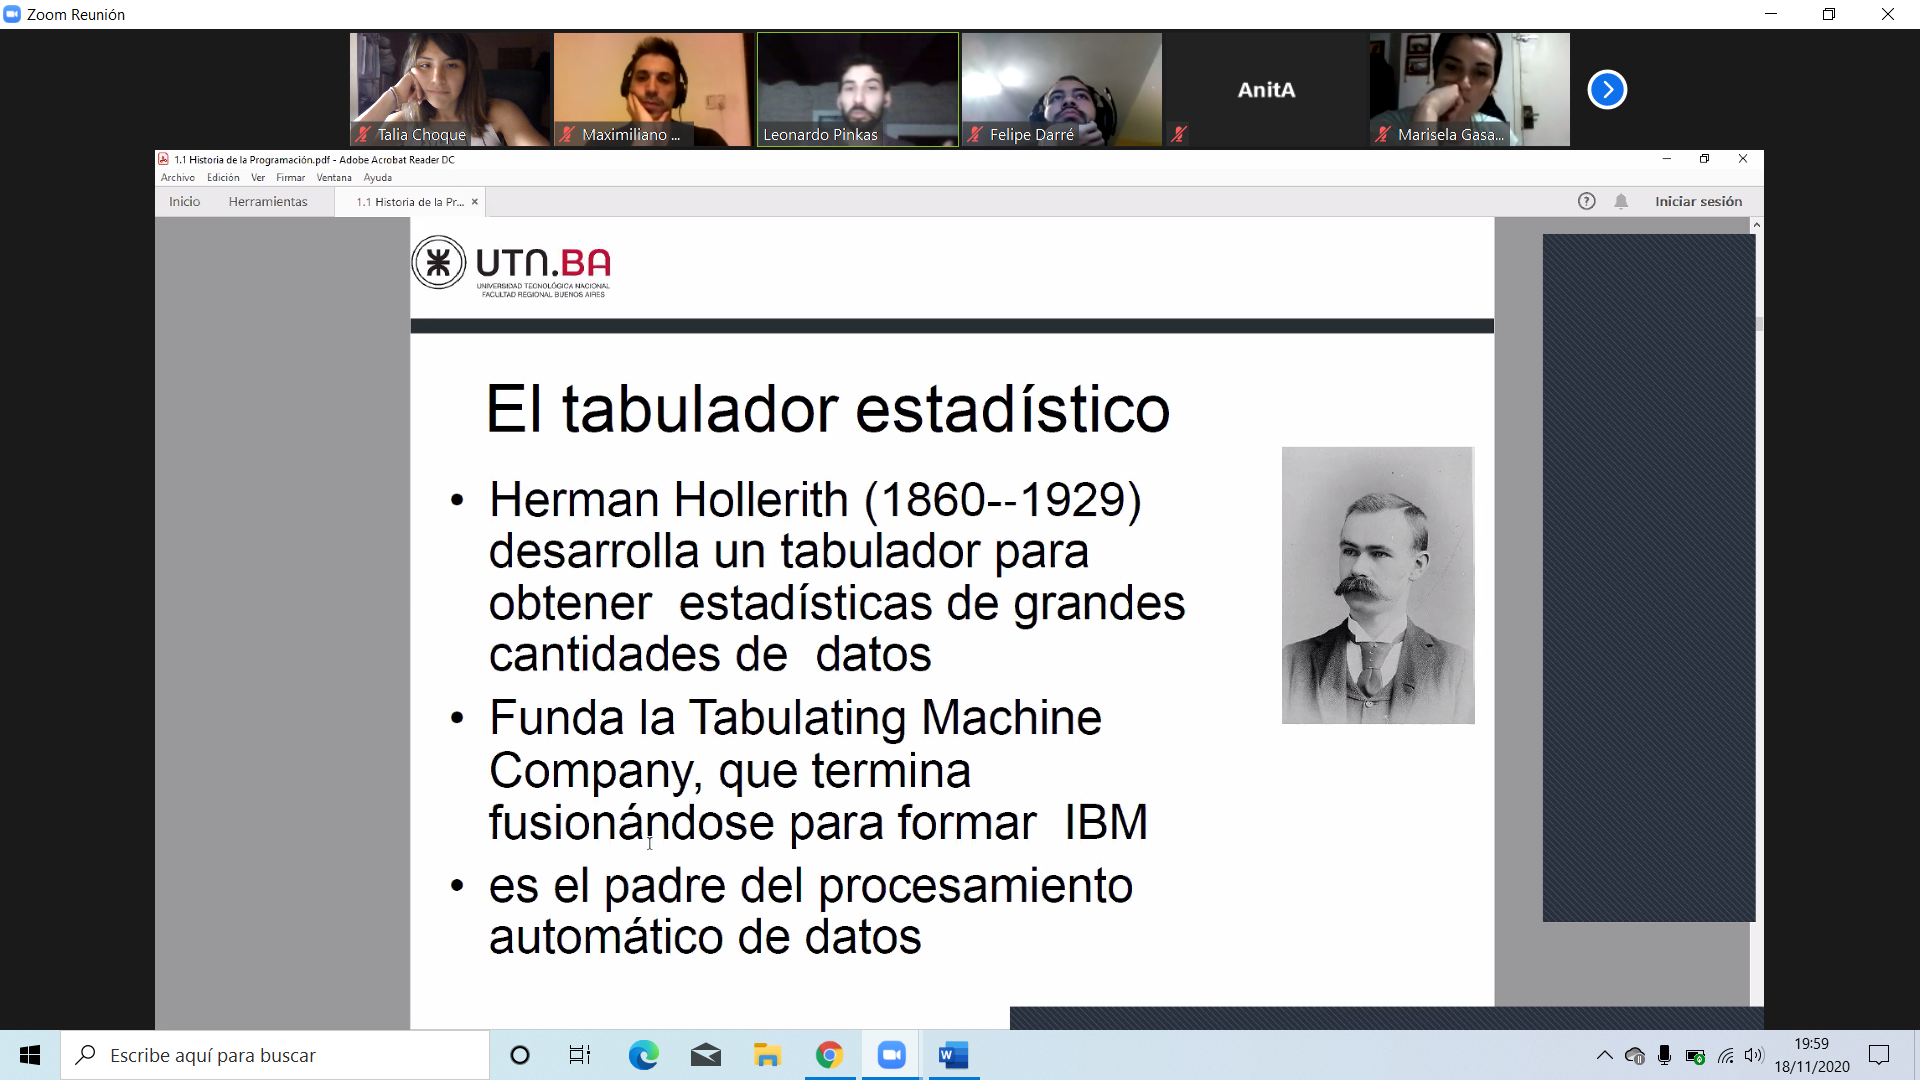 Zoom Reunión
Talia Choque
Maximiliano ...
Leonardo Pinkas
Felipe Darré
AnitA
Marisela Gasa...
1.1 Historia de la Programación.pdf - Adobe Acrobat Reader DC
Archivo Edición Ver Firmar Ventana Ayuda
Inicio Herramientas 1.1 Historia de la Pr... × Iniciar sesión
UTN.BA
UNIVERSIDAD TECNOLÓGICA NACIONAL
FACULTAD REGIONAL BUENOS AIRES
El tabulador estadístico
• Herman Hollerith (1860--1929)
desarrolla un tabulador para
obtener estadísticas de grandes
cantidades de datos
• Funda la Tabulating Machine
Company, que termina
fusionándose para formar IBM
• es el padre del procesamiento
automático de datos
Escribe aquí para buscar
19:59
18/11/2020